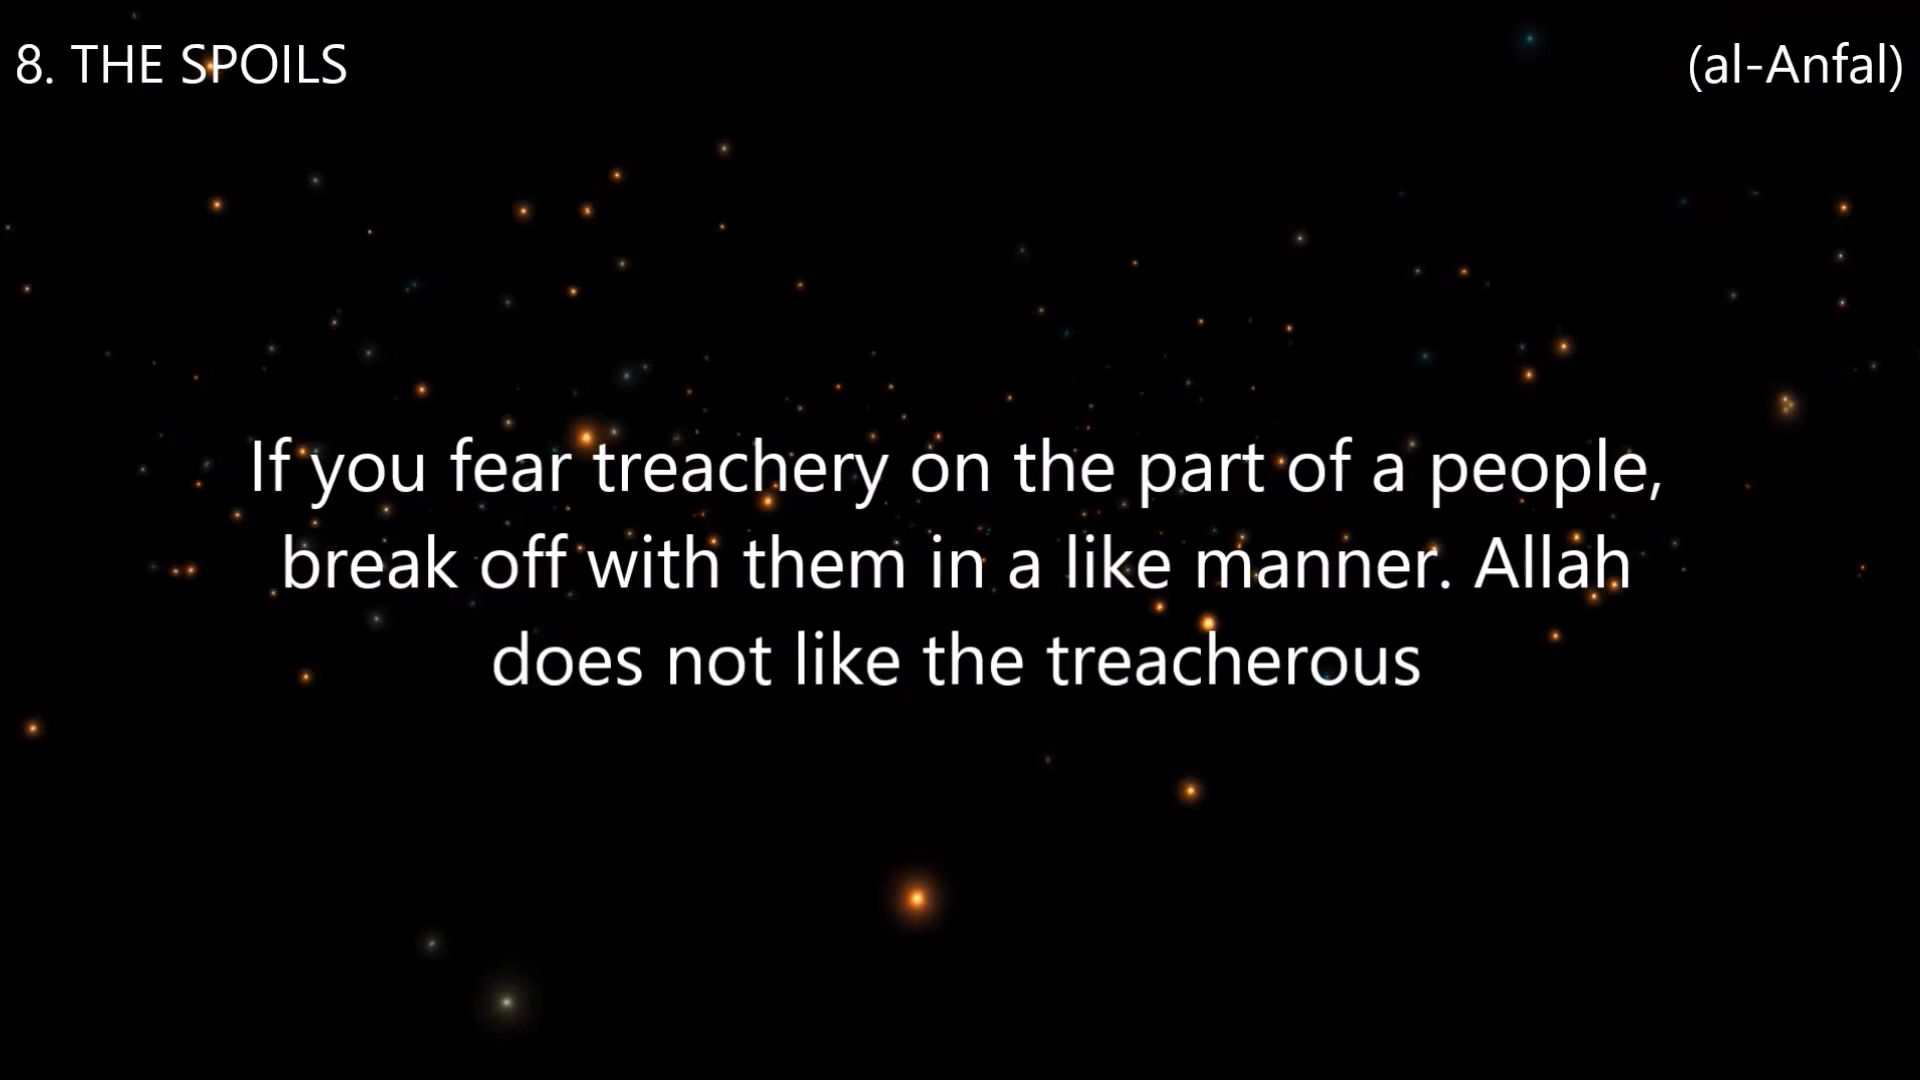 8. THE SPOILS
(al-Anfal)
If you fear treachery on the part of a people,
break off with them in a like manner. Allah
does not like the treacherous